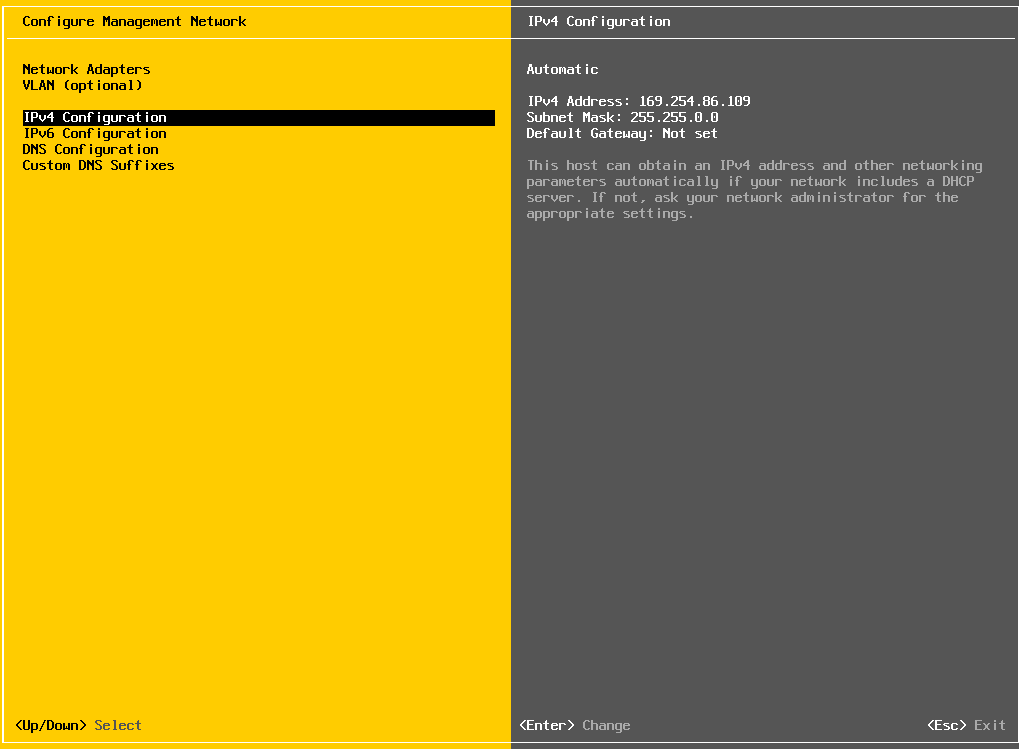 Configure Management Network
Network Adapters
VLAN (optional)
IPv4 Configuration
IPv6 Configuration
DNS Configuration
Custom DNS Suffixes
<Up/Down> Select
IPv4 Configuration
Automatic
IPv4 Address: 169.254.86.109
Subnet Mask: 255.255.0.0
Default Gateway: Not set
This host can obtain an IPv4 address and other networking
parameters automatically if your network includes a DHCP
server. If not, ask your network administrator for the
appropriate settings.
<Enter> Change
<Esc> Exit